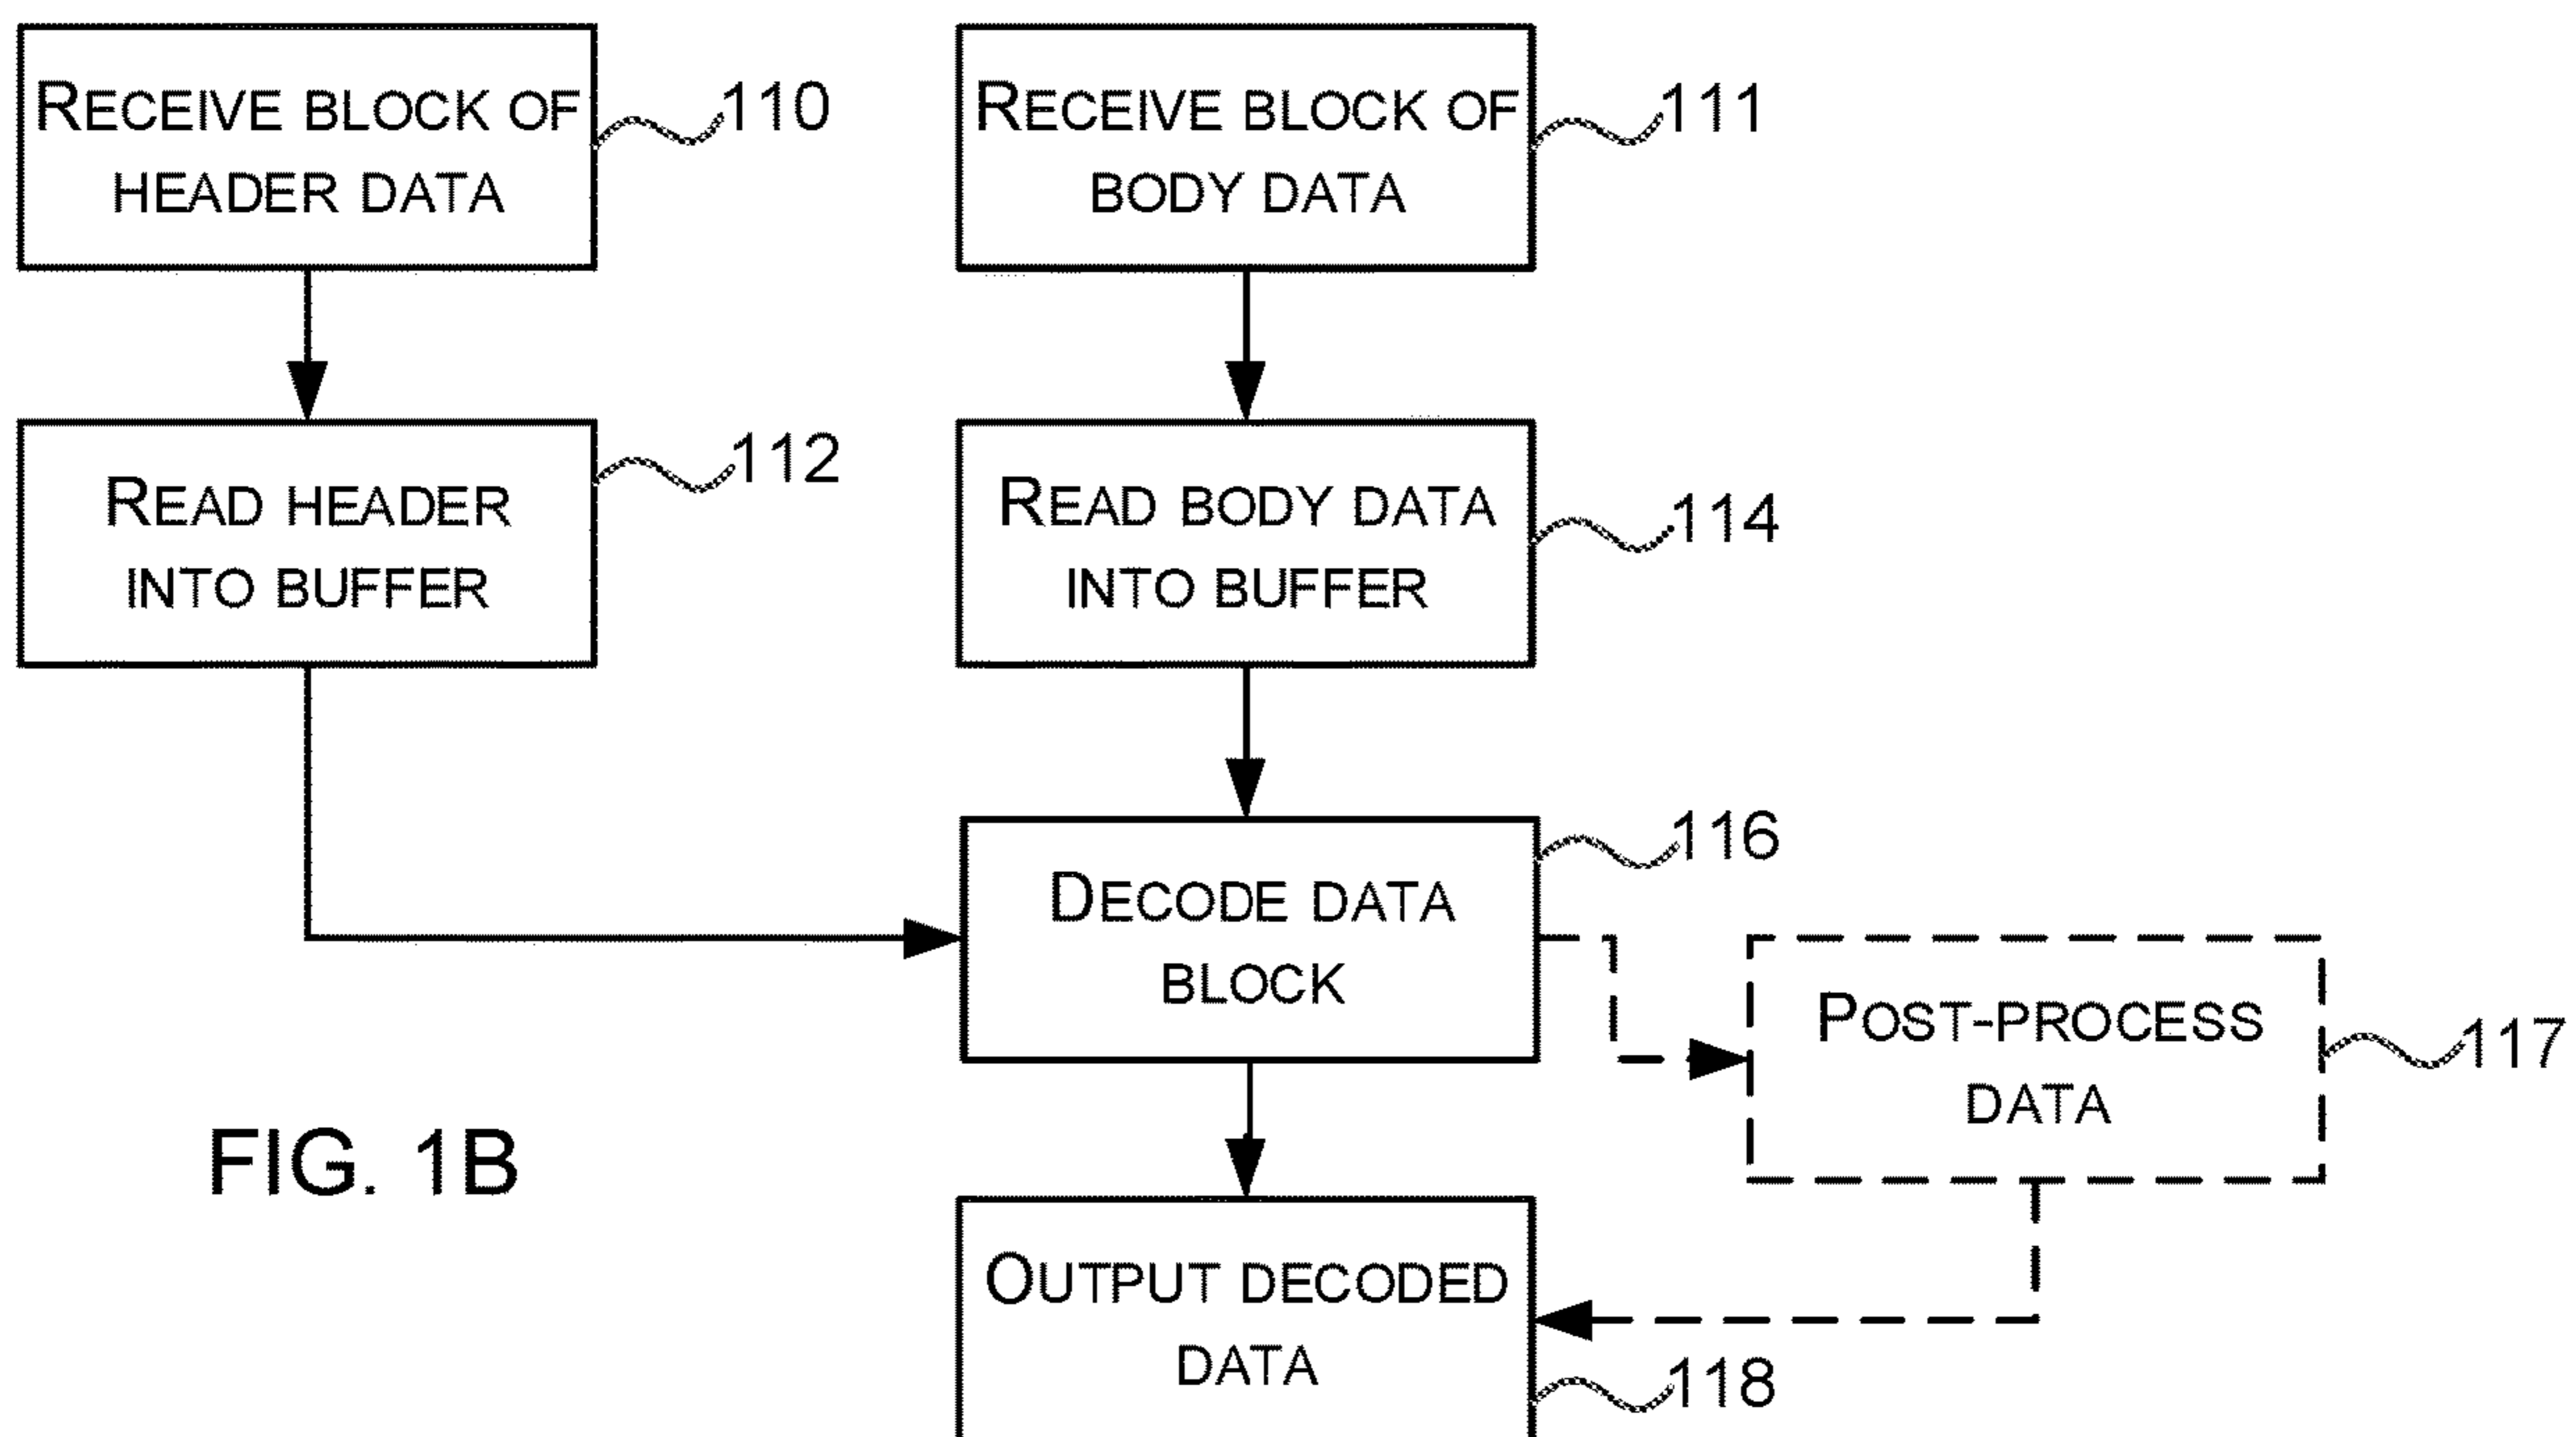 RECEIVE BLOCK OF
HEADER DATA
110
RECEIVE BLOCK OF
BODY DATA
111
READ HEADER
INTO BUFFER
112
READ BODY DATA
INTO BUFFER
114
DECODE DATA
BLOCK
116
POST-PROCESS
DATA
117
FIG. 1B
OUTPUT DECODED
DATA
118